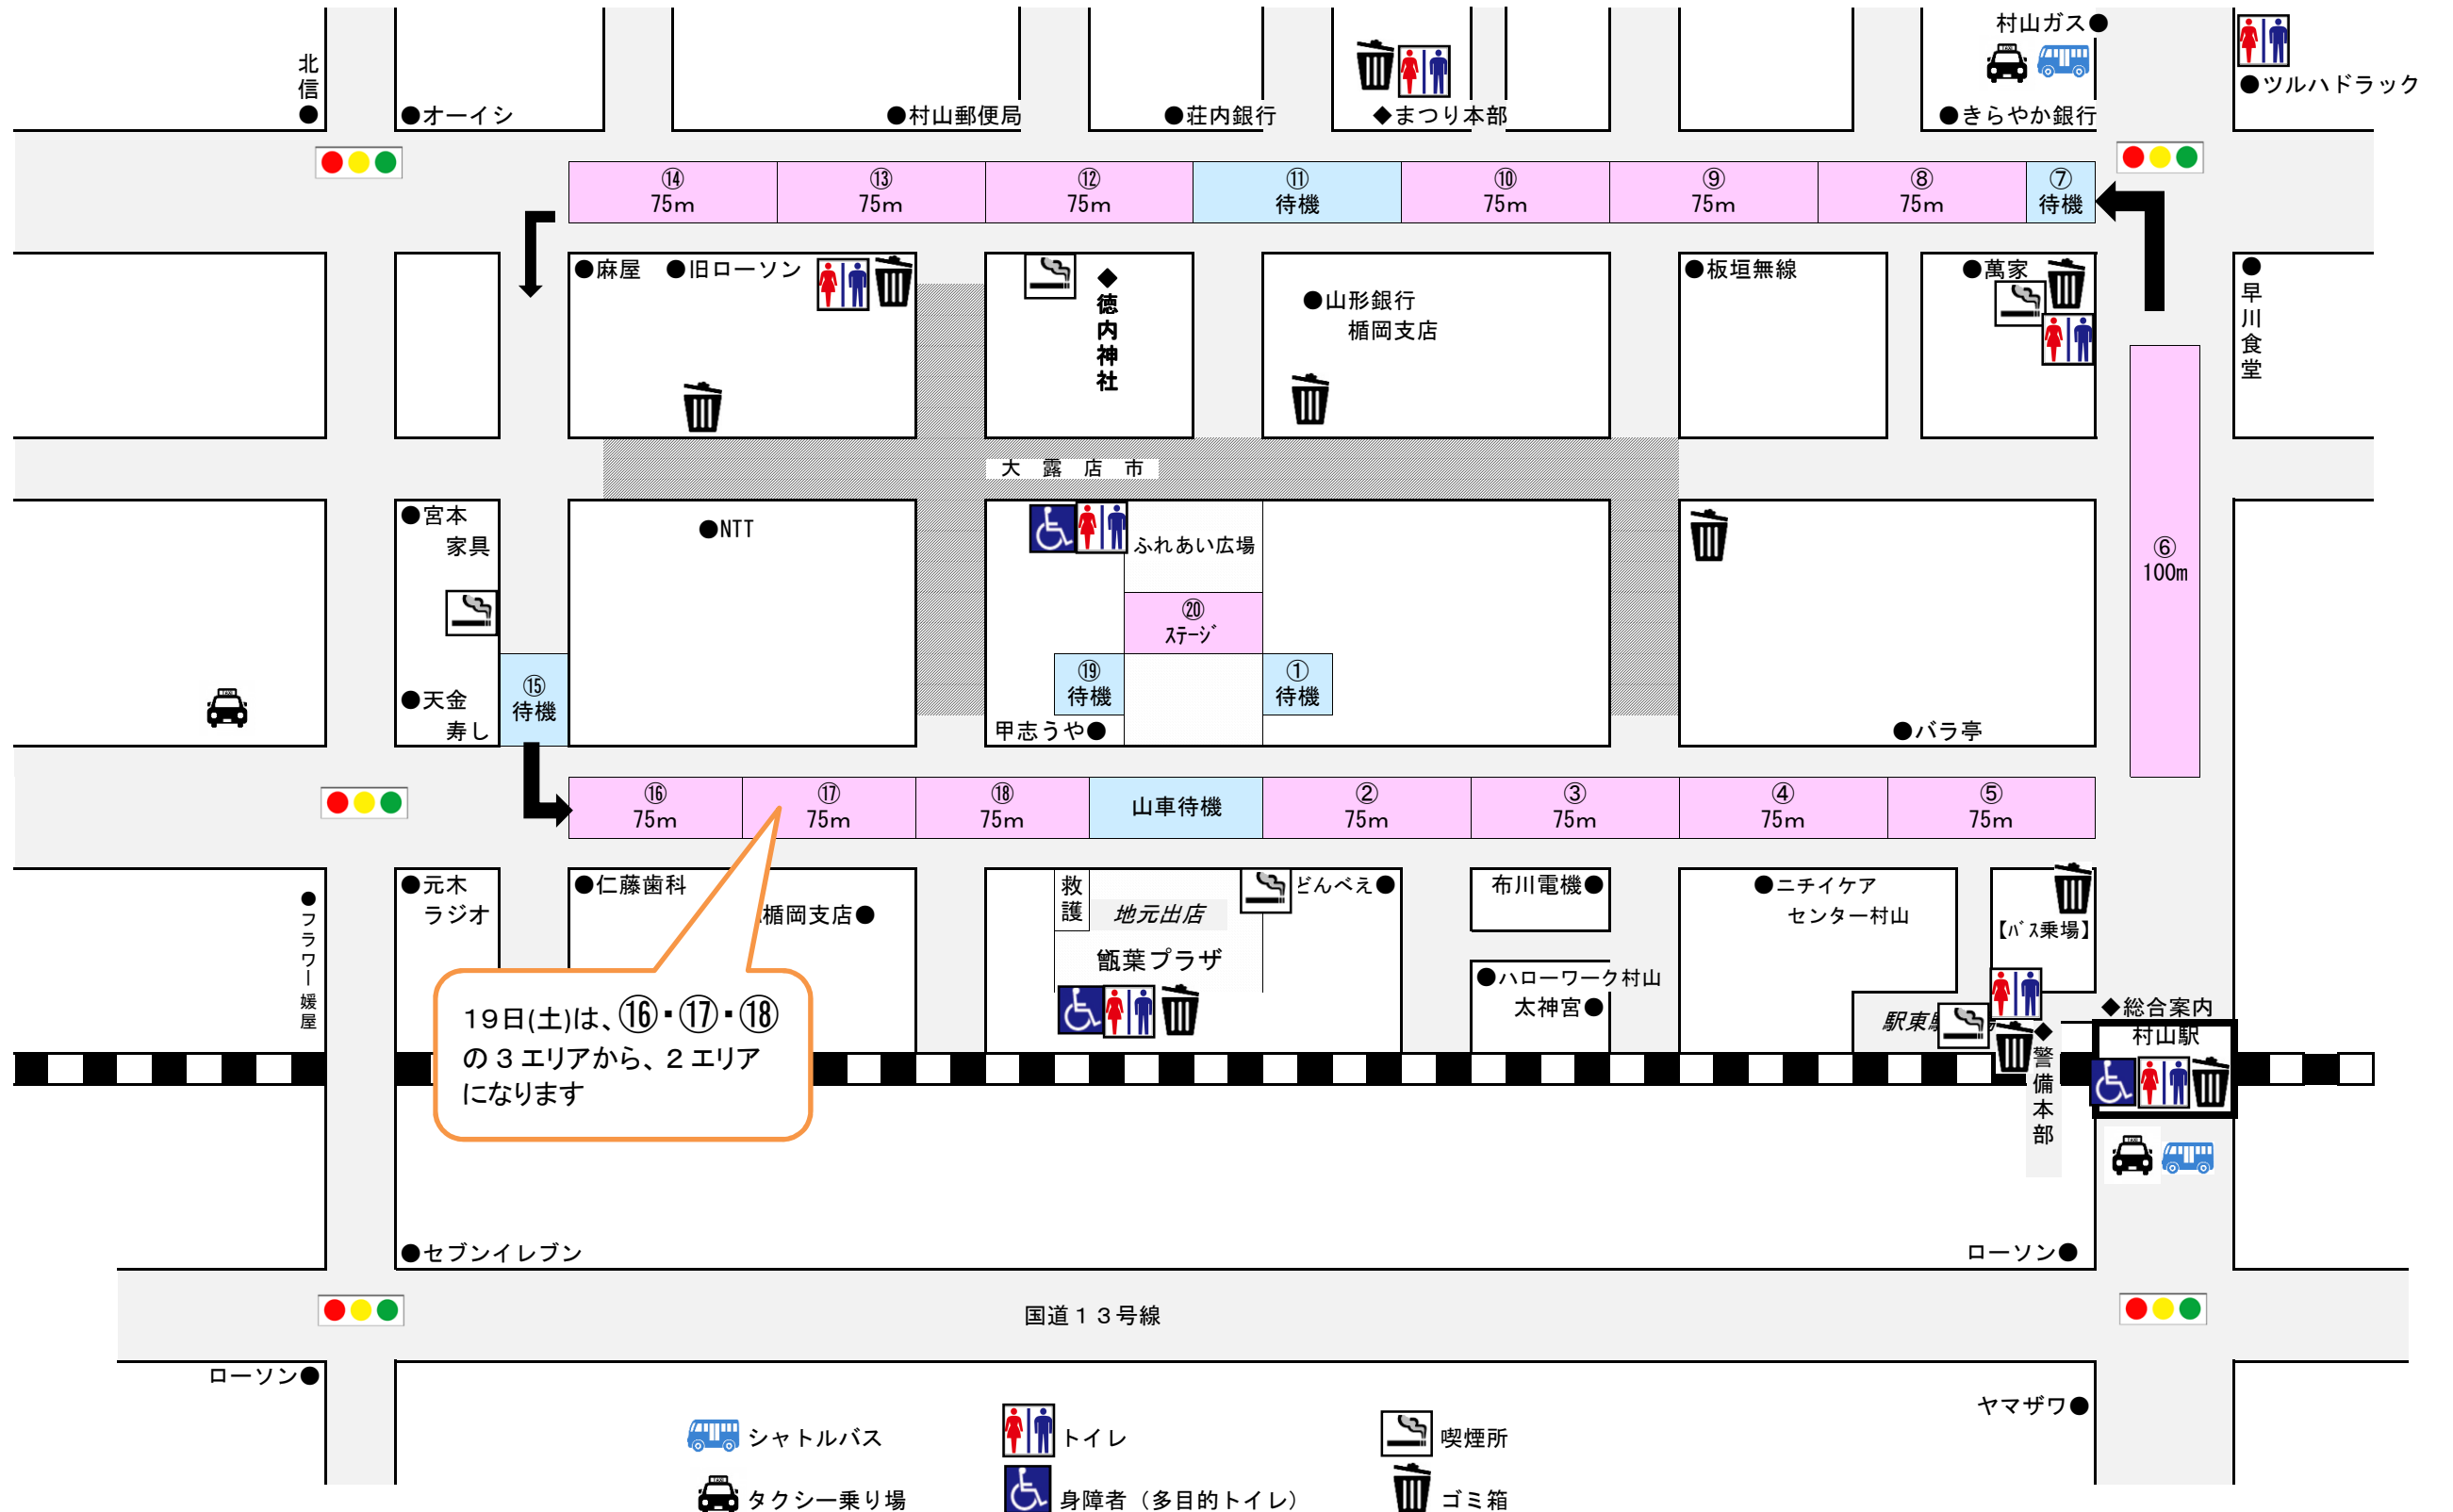 村山ガス●
北信●
●ツルハドラック
●オーイシ
●村山郵便局
●荘内銀行
◆まつり本部
●きらやか銀行
⑭
75m
⑬
75m
⑫
75m
⑪
待機
⑩
75m
⑨
75m
⑧
75m
⑦
待機
●麻屋
●旧ローソン
◆徳内神社
●山形銀行
楯岡支店
●板垣無線
●萬家
●早川食堂
大露店市
●宮本
家具
●NTT
ふれあい広場
⑥
100m
⑳
ステージ
⑲
待機
①
待機
⑮
待機
●天金
寿し
甲志うや●
●バラ亭
⑯
75m
⑰
75m
⑱
75m
山車待機
②
75m
③
75m
④
75m
⑤
75m
●フラワー媛屋
●元木
ラジオ
●仁藤歯科
楯岡支店●
救護
地元出店
どんべえ●
甑葉プラザ
布川電機●
●ハローワーク村山
太神宮●
●ニチイケア
センター村山
【バス乗場】
駅東
◆総合案内
村山駅
◆警備本部
19日(土)は、⑯・⑰・⑱
の3エリアから、2エリア
になります
●セブンイレブン
ローソン●
国道13号線
ローソン●
ヤマザワ●
シャトルバス
トイレ
喫煙所
タクシー乗り場
身障者（多目的トイレ）
ゴミ箱